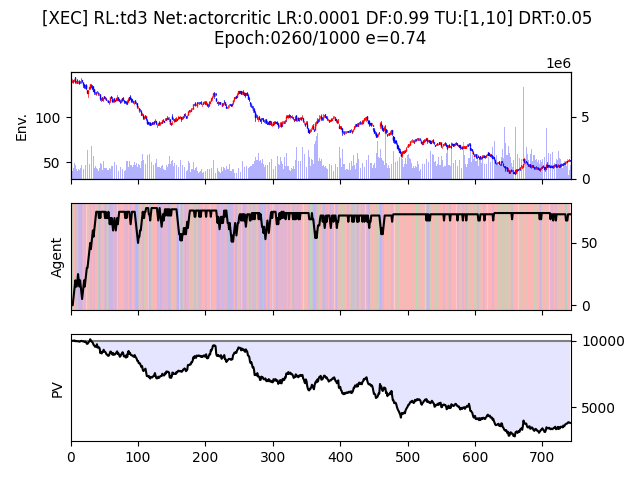 [XEC] RL:td3 Net:actorcritic LR:0.0001 DF:0.99 TU:[1,10] DRT:0.05
Epoch:0260/1000 e=0.74
1e6
Env.
100
50
5
0
Agent
50
0
PV
10000
5000
0 100 200 300 400 500 600 700